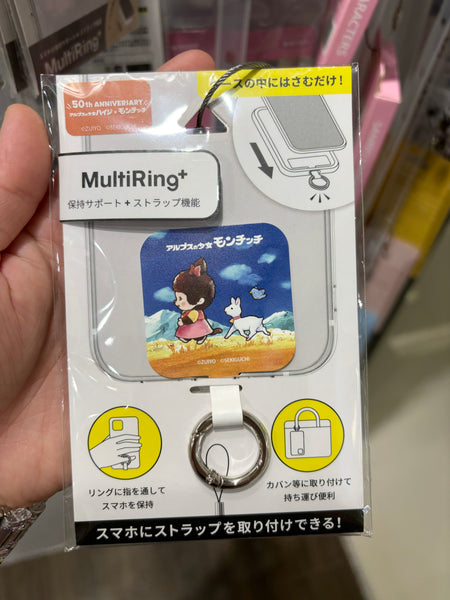 MultiRing⁺
CHARACTERS
50th ANNIVERSARY
アルプスの少女ハイジ×モンチッチ
©ZUIYO ©SEKIGUCHI
ースの中にはさむだけ！
MultiRing⁺
保持サポート + ストラップ機能
アルプスの少女 モンチッチ
©ZUIYO ©SEKIGUCHI
リングに指を通して
スマホを保持
カバン等に取り付けて
持ち運び便利
スマホにストラップを取り付けできる！